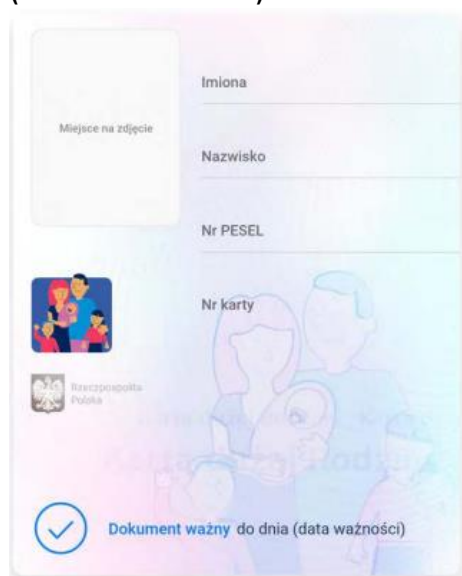 Imiona
Miejsce na zdjęcie
Nazwisko
Nr PESEL
Nr karty
Rzeczpospolita
Polska
Dokument ważny do dnia (data ważności)